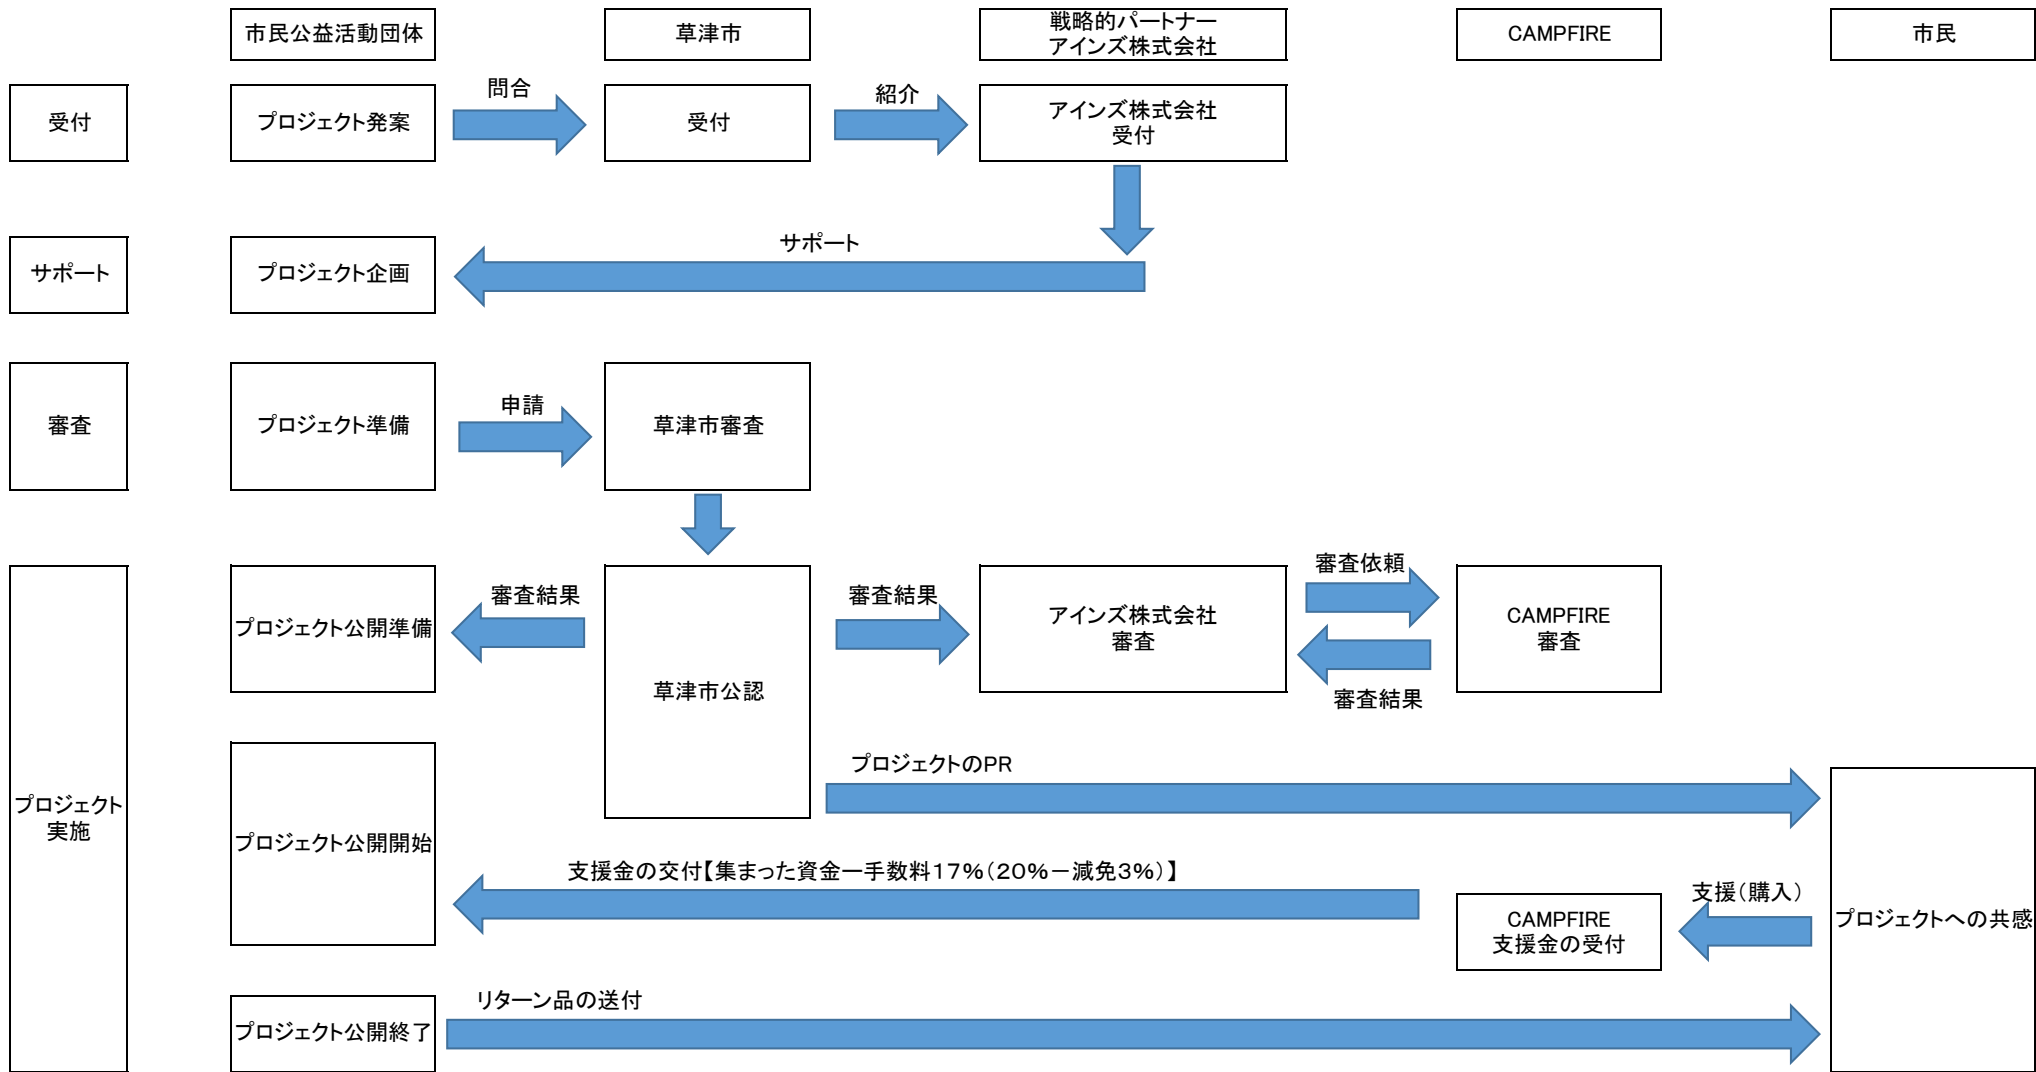 市民公益活動団体
草津市
戦略的パートナー
アインズ株式会社
CAMPFIRE
市民
受付
プロジェクト発案
問合
受付
紹介
アインズ株式会社
受付
サポート
プロジェクト企画
サポート
審査
プロジェクト準備
申請
草津市審査
プロジェクト
実施
プロジェクト公開準備
審査結果
草津市公認
審査結果
アインズ株式会社
審査
審査依頼
審査結果
CAMPFIRE
審査
プロジェクトのPR
プロジェクト公開開始
支援金の交付【集まった資金ー手数料17%(20%-減免3%)】
CAMPFIRE
支援金の受付
支援(購入)
プロジェクトへの共感
プロジェクト公開終了
リターン品の送付